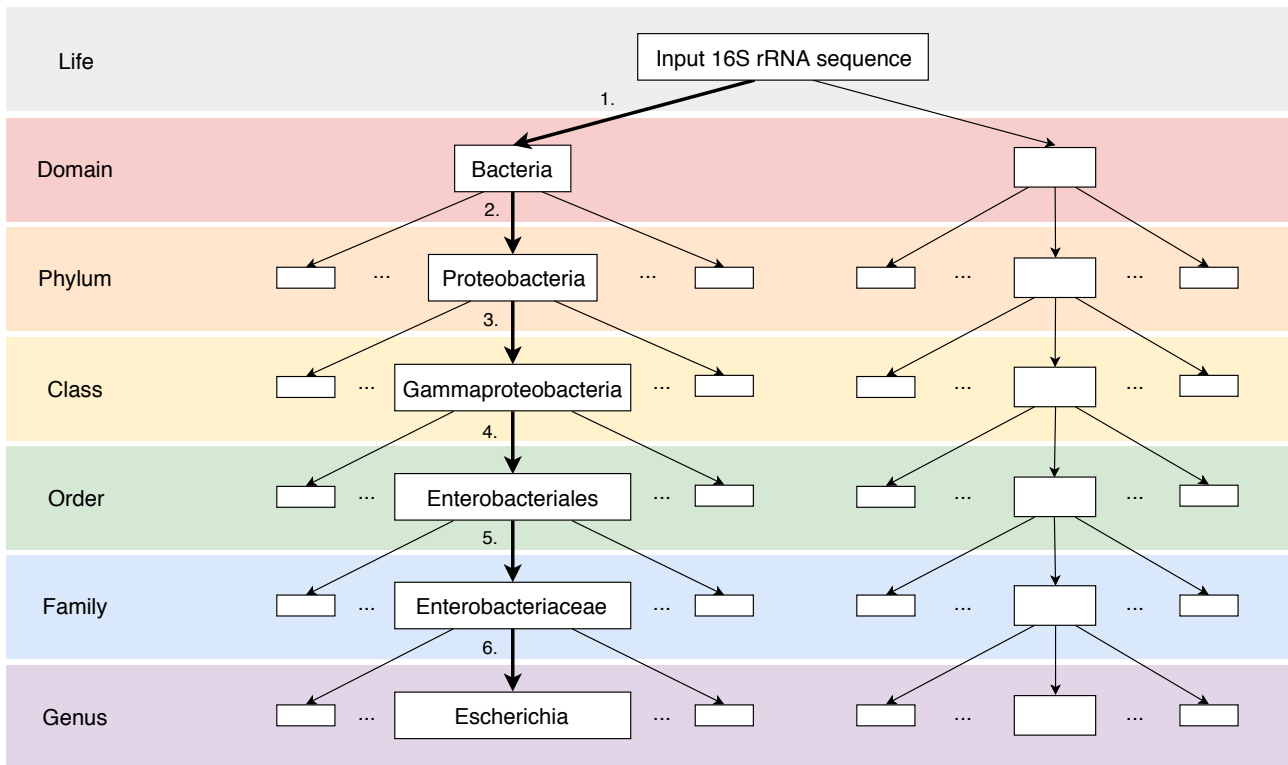 Life
Input 16S rRNA sequence
1.
Domain
Bacteria
2.
Phylum
...
Proteobacteria
...
...
...
3.
Class
...
Gammaproteobacteria
...
...
...
4.
Order
...
Enterobacteriales
...
...
...
5.
Family
...
Enterobacteriaceae
...
...
...
6.
Genus
...
Escherichia
...
...
...